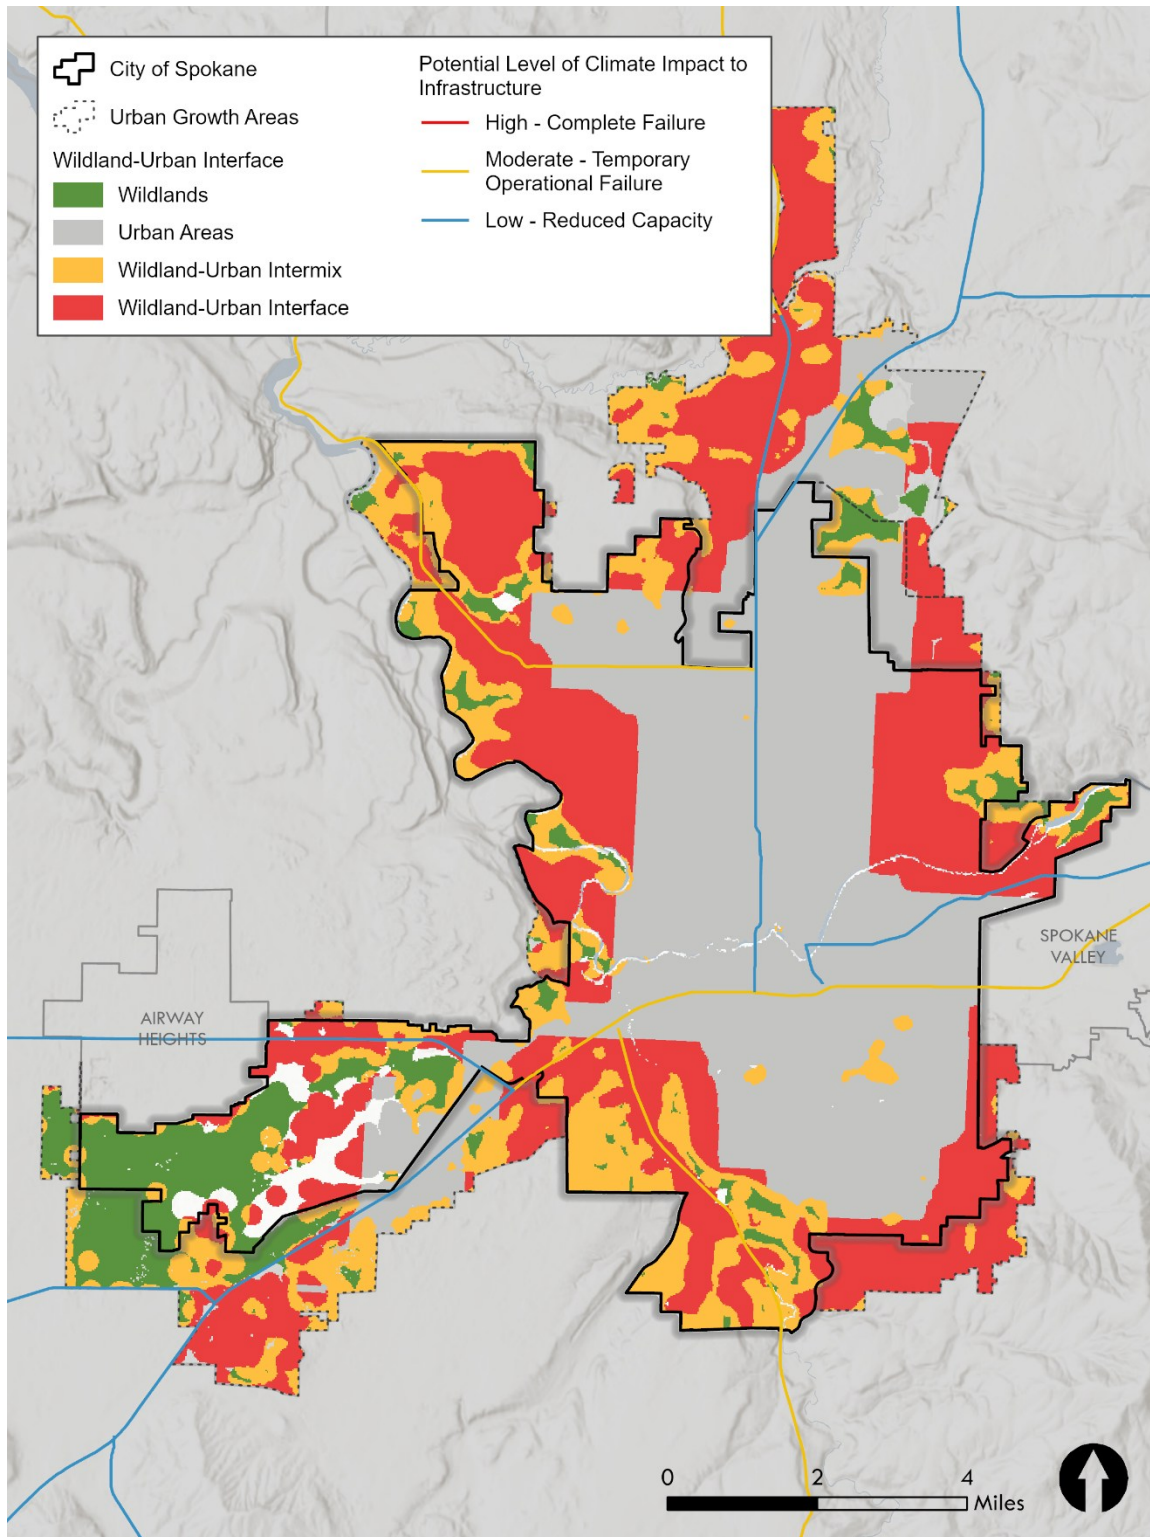 City of Spokane
Urban Growth Areas
Wildland-Urban Interface
Wildlands
Urban Areas
Wildland-Urban Intermix
Wildland-Urban Interface
Potential Level of Climate Impact to
Infrastructure
High - Complete Failure
Moderate - Temporary
Operational Failure
Low - Reduced Capacity
SPOKANE
VALLEY
AIRWAY
HEIGHTS
0 2 4
Miles